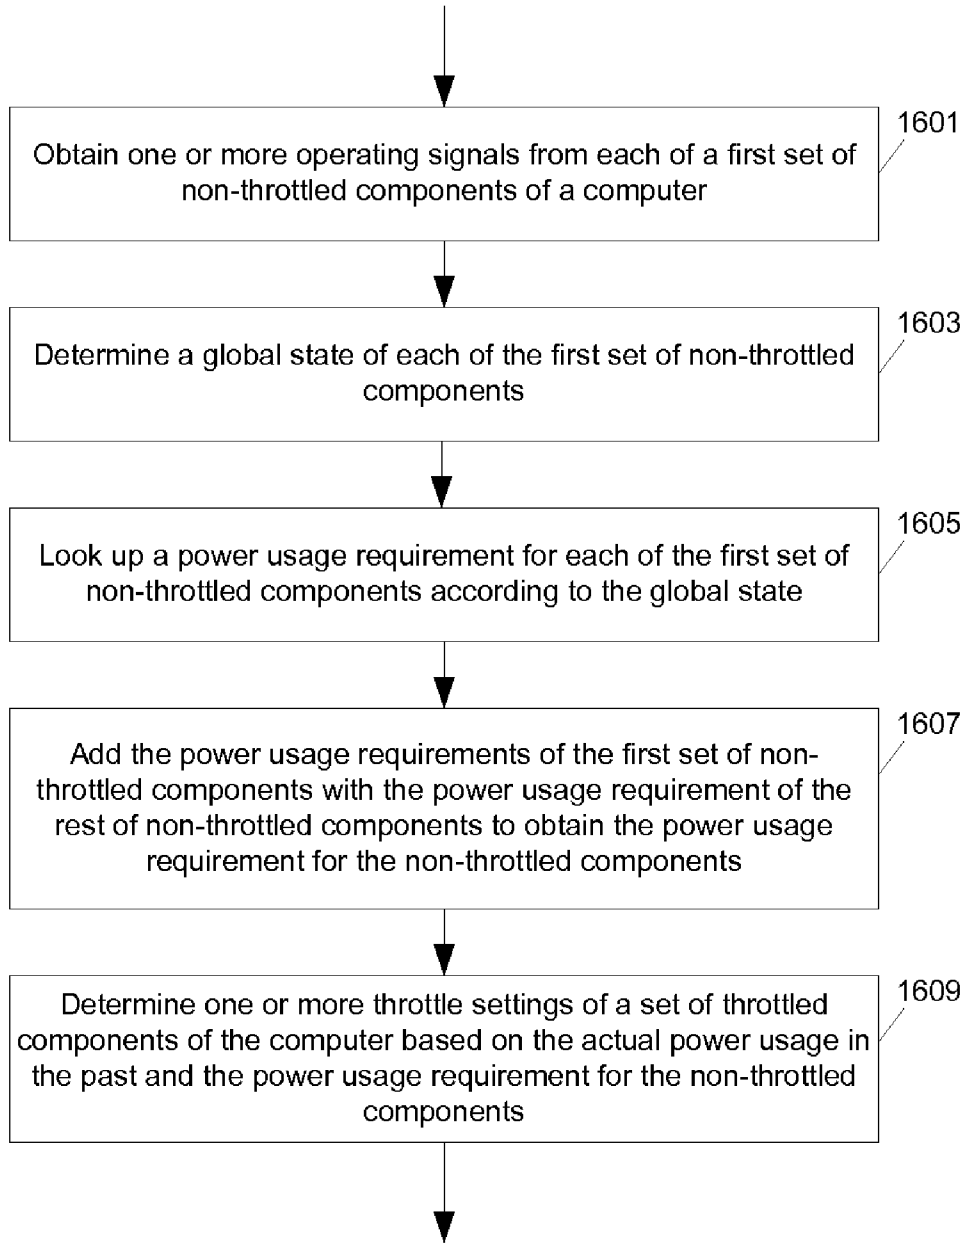 1601
Obtain one or more operating signals from each of a first set of
non-throttled components of a computer
1603
Determine a global state of each of the first set of non-throttled
components
1605
Look up a power usage requirement for each of the first set of
non-throttled components according to the global state
1607
Add the power usage requirements of the first set of non-
throttled components with the power usage requirement of the
rest of non-throttled components to obtain the power usage
requirement for the non-throttled components
1609
Determine one or more throttle settings of a set of throttled
components of the computer based on the actual power usage in
the past and the power usage requirement for the non-throttled
components